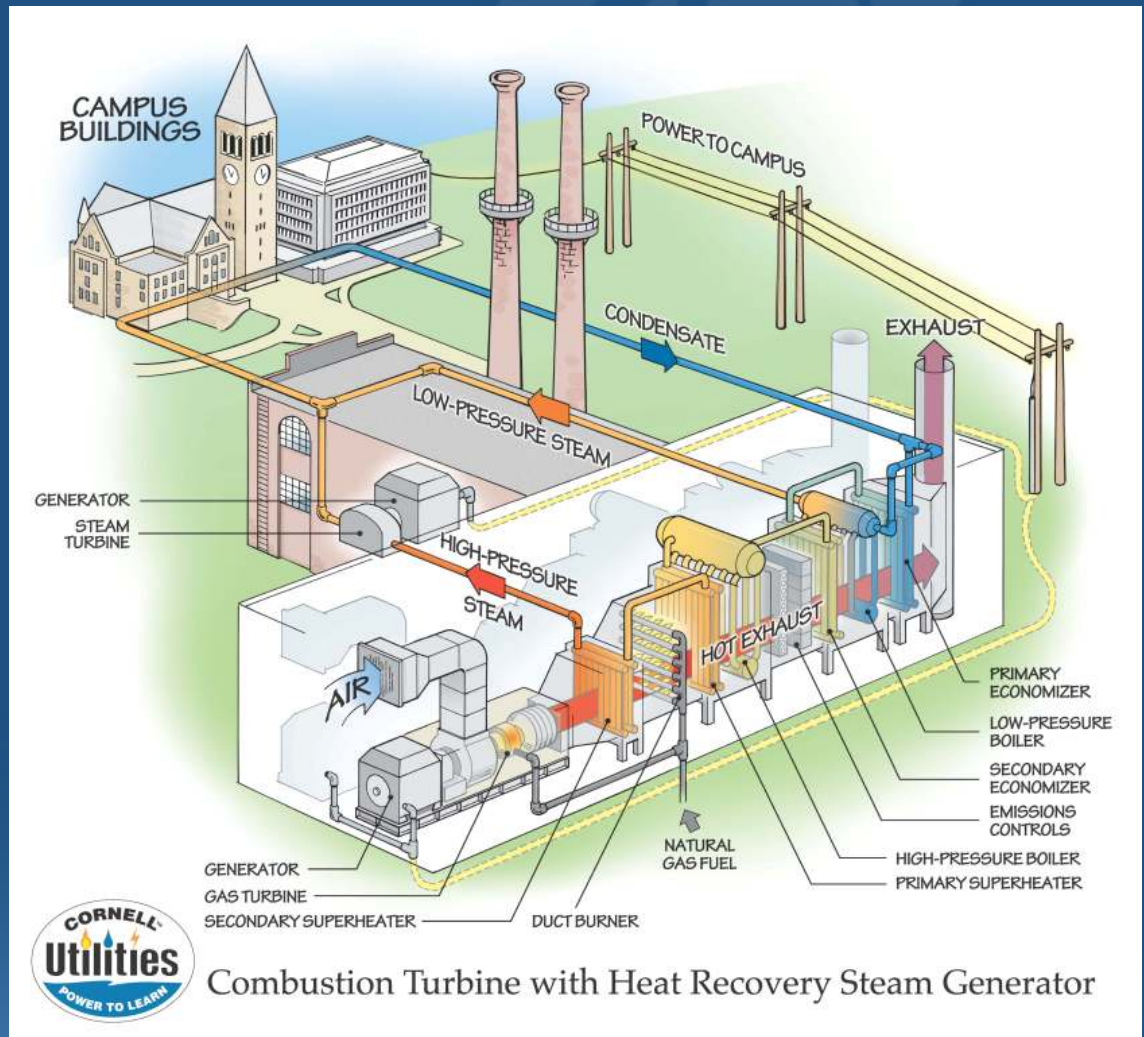 CAMPUS
BUILDINGS
POWER TO CAMPUS
CONDENSATE
EXHAUST
LOW-PRESSURE STEAM
GENERATOR
STEAM
TURBINE
HIGH-PRESSURE
STEAM
HOT EXHAUST
AIR
PRIMARY
ECONOMIZER
LOW-PRESSURE
BOILER
SECONDARY
ECONOMIZER
EMISSIONS
CONTROLS
NATURAL
GAS FUEL
HIGH-PRESSURE BOILER
GENERATOR
PRIMARY SUPERHEATER
GAS TURBINE
SECONDARY SUPERHEATER
DUCT BURNER
CORNELL™
Utilities
POWER TO LEARN
Combustion Turbine with Heat Recovery Steam Generator